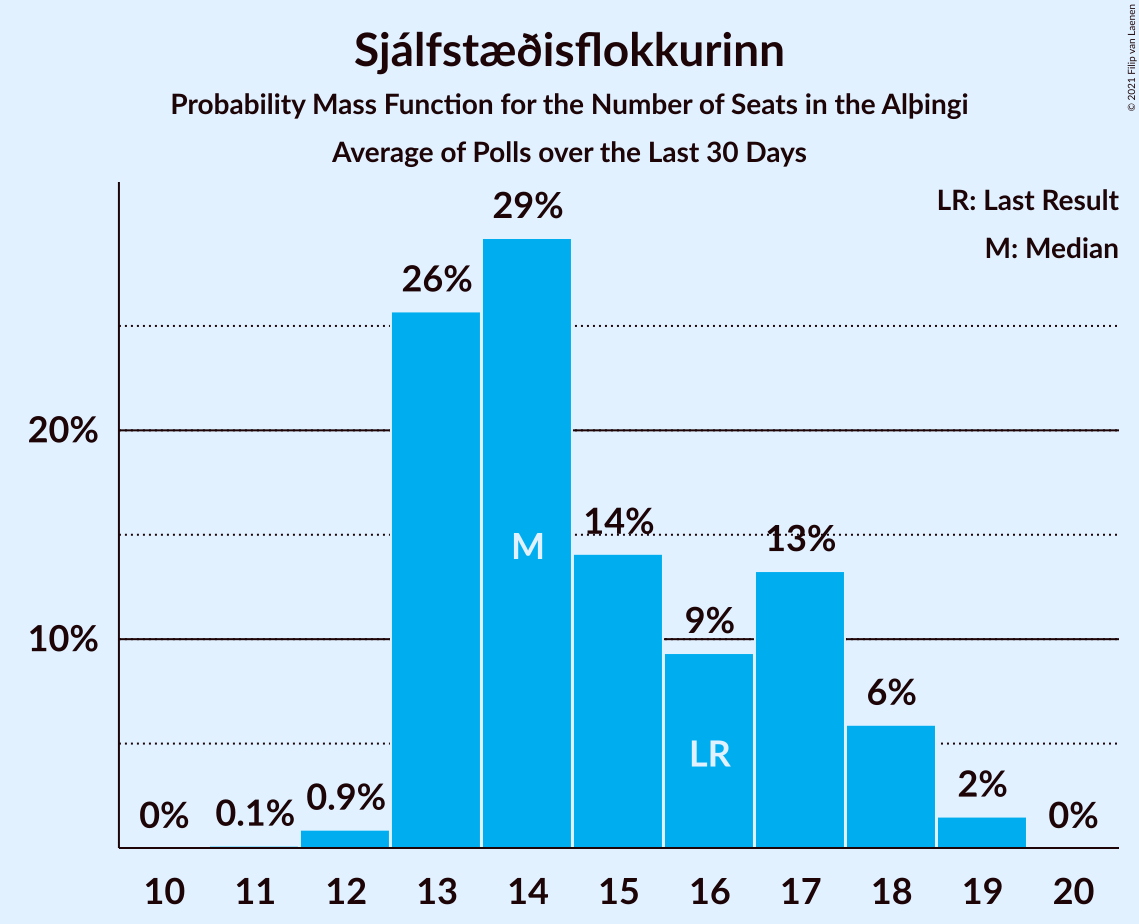 Sjálfstæðisflokkurinn
Probability Mass Function for the Number of Seats in the Alþingi
Average of Polls over the Last 30 Days
© 2021 Filip van Laenen
LR: Last Result
M: Median
20%
10%
0%
0.1%
0.9%
26%
29%
14%
9%
13%
6%
2%
0%
M
LR
10 11 12 13 14 15 16 17 18 19 20